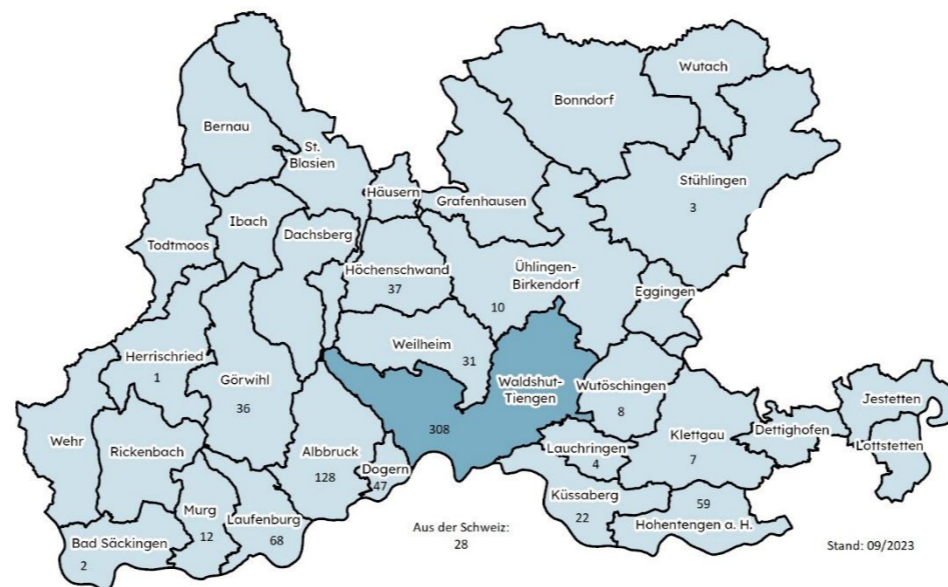 Wutach
Bonndorf
Bernau
St.
Blasien
Stühlingen
3
Häusern
Grafenhausen
Ibach
Todtmoos
Dachsberg
Höchenschwand
37
Ühlingen-
Birkendorf
10
Eggingen
Weilheim
31
Herrischried
1
Görwihl
36
Waldshut-
Tiengen
308
Wutöschingen
8
Jestetten
Wehr
Rickenbach
Albbruck
128
Dogern
47
Lauchringen
4
Klettgau
7
Dettighofen
Lottstetten
Küssaberg
22
59
Hohentengen a. H.
Murg
12
Laufenburg
68
Bad Säckingen
2
Aus der Schweiz:
28
Stand: 09/2023